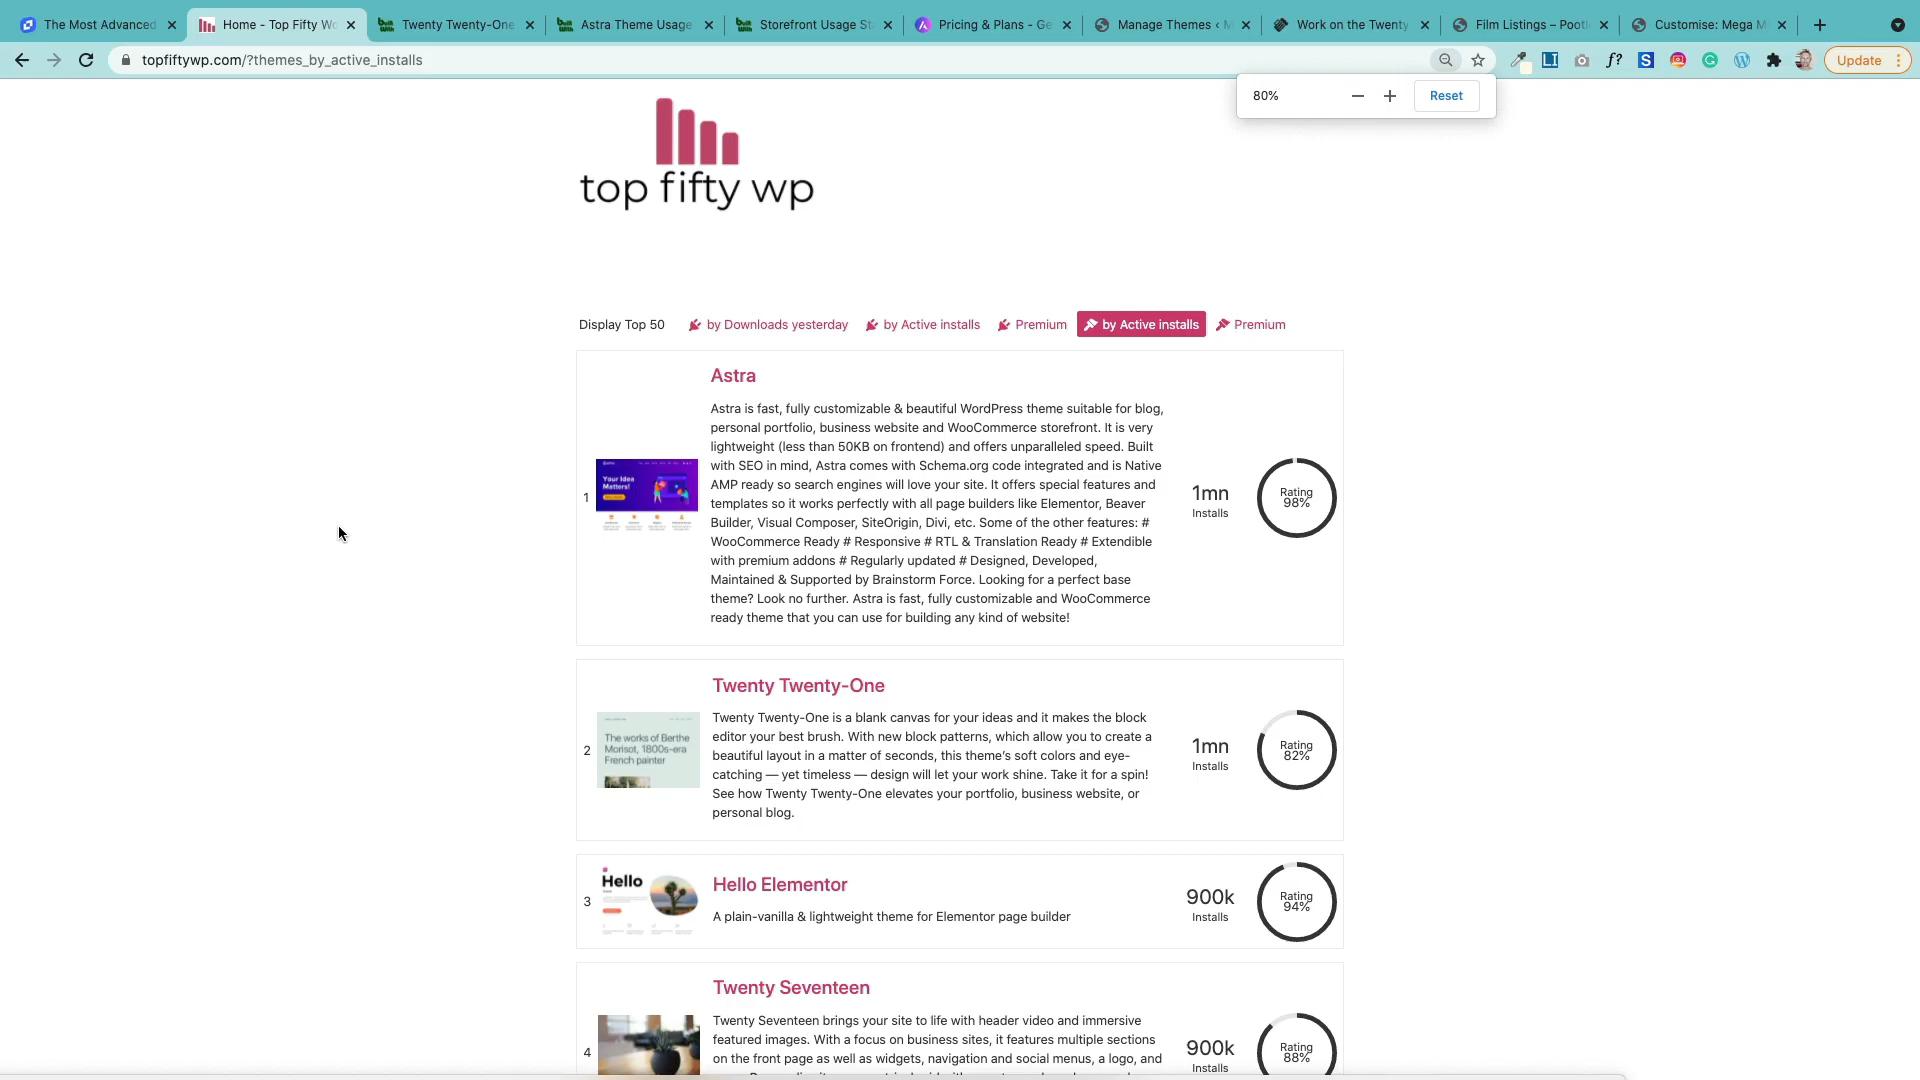 The Most Advanced
Home - Top Fifty Wo
Twenty Twenty-One
Astra Theme Usage
Storefront Usage St
Pricing & Plans - Ge
Manage Themes ‹ M
Work on the Twenty
Film Listings – Pootl
Customise: Mega M
topfiftywp.com/?themes_by_active_installs
Update
80%
Reset
top fifty wp
Display Top 50
by Downloads yesterday
by Active installs
Premium
by Active installs
Premium
1
Your Idea
Matters!
Astra
Astra is fast, fully customizable & beautiful WordPress theme suitable for blog,
personal portfolio, business website and WooCommerce storefront. It is very
lightweight (less than 50KB on frontend) and offers unparalleled speed. Built
with SEO in mind, Astra comes with Schema.org code integrated and is Native
AMP ready so search engines will love your site. It offers special features and
templates so it works perfectly with all page builders like Elementor, Beaver
Builder, Visual Composer, SiteOrigin, Divi, etc. Some of the other features: #
WooCommerce Ready # Responsive # RTL & Translation Ready # Extendible
with premium addons # Regularly updated # Designed, Developed,
Maintained & Supported by Brainstorm Force. Looking for a perfect base
theme? Look no further. Astra is fast, fully customizable and WooCommerce
ready theme that you can use for building any kind of website!
1mn
Installs
Rating
98%
2
The works of Berthe
Morisot, 1800s-era
French painter
Twenty Twenty-One
Twenty Twenty-One is a blank canvas for your ideas and it makes the block
editor your best brush. With new block patterns, which allow you to create a
beautiful layout in a matter of seconds, this theme's soft colors and eye-
catching — yet timeless — design will let your work shine. Take it for a spin!
See how Twenty Twenty-One elevates your portfolio, business website, or
personal blog.
1mn
Installs
Rating
82%
3
Hello
Hello Elementor
A plain-vanilla & lightweight theme for Elementor page builder
900k
Installs
Rating
94%
4
Twenty Seventeen
Twenty Seventeen brings your site to life with header video and immersive
featured images. With a focus on business sites, it features multiple sections
on the front page as well as widgets, navigation and social menus, a logo, and
900k
Installs
Rating
88%